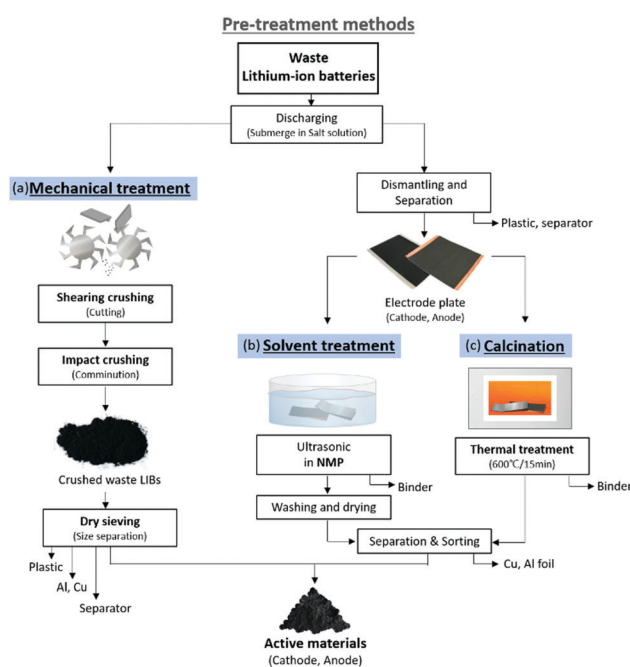 Pre-treatment methods
Waste
Lithium-ion batteries
Discharging
(Submerge in Salt solution)
(a) Mechanical treatment
Shearing crushing
(Cutting)
Impact crushing
(Comminution)
Crushed waste LIBs
Dry sieving
(Size separation)
Plastic
Al, Cu
Separator
Dismantling and
Separation
Plastic, separator
Electrode plate
(Cathode, Anode)
(b) Solvent treatment
Ultrasonic
in NMP
Binder
Washing and drying
(c) Calcination
Thermal treatment
(600℃/15min)
Binder
Separation & Sorting
Cu, Al foil
Active materials
(Cathode, Anode)